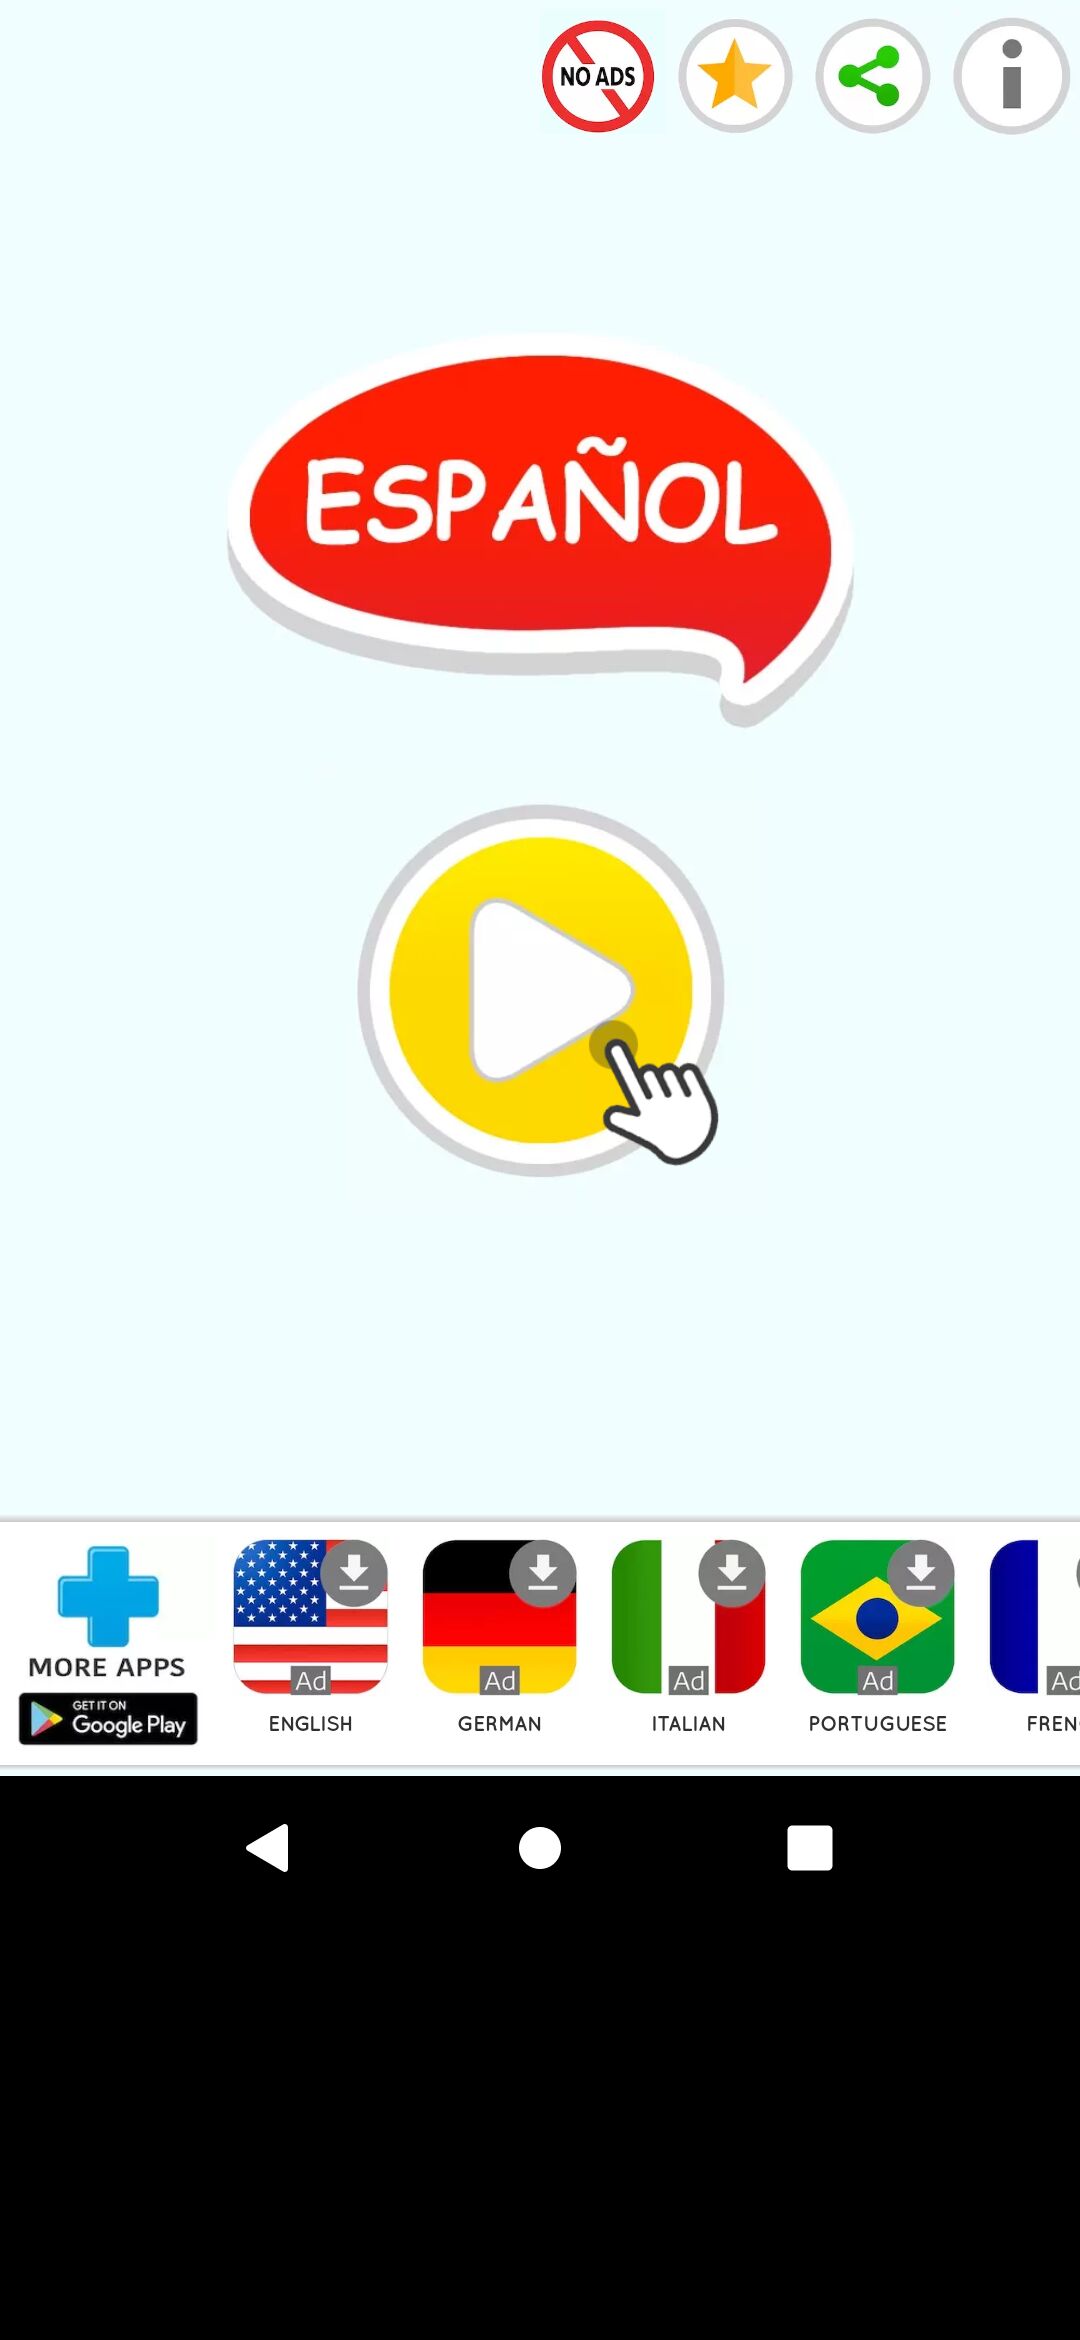 NO ADS
ESPAÑOL
MORE APPS
GET IT ON
Google Play
Ad
ENGLISH
Ad
GERMAN
Ad
ITALIAN
Ad
PORTUGUESE
Ad
FREN